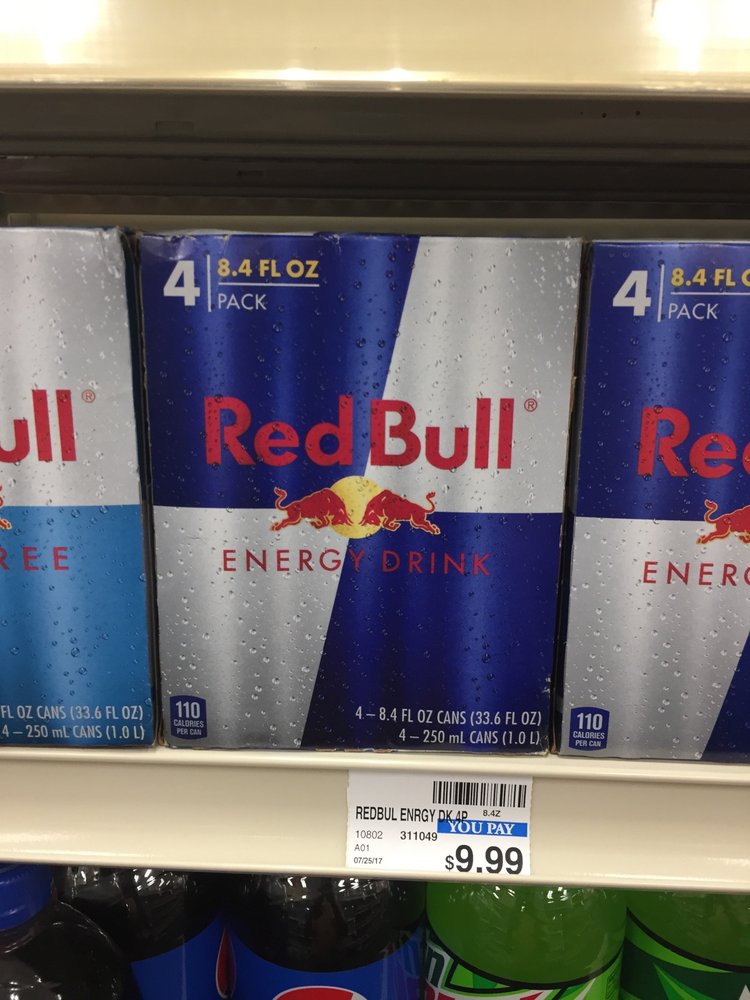 ull®
REE
FL OZ CANS (33.6 FL OZ)
4 – 250 mL CANS (1.0 L)
4
8.4 FL OZ
PACK
Red Bull®
ENERGY DRINK
110
CALORIES
PER CAN
4 – 8.4 FL OZ CANS (33.6 FL OZ)
4 – 250 mL CANS (1.0 L)
4
8.4 FL O
PACK
Re
ENERG
110
CALORIES
PER CAN
REDBUL ENRGY DK 4P 8.4Z
10802 311049 YOU PAY
A01
07/25/17
$9.99